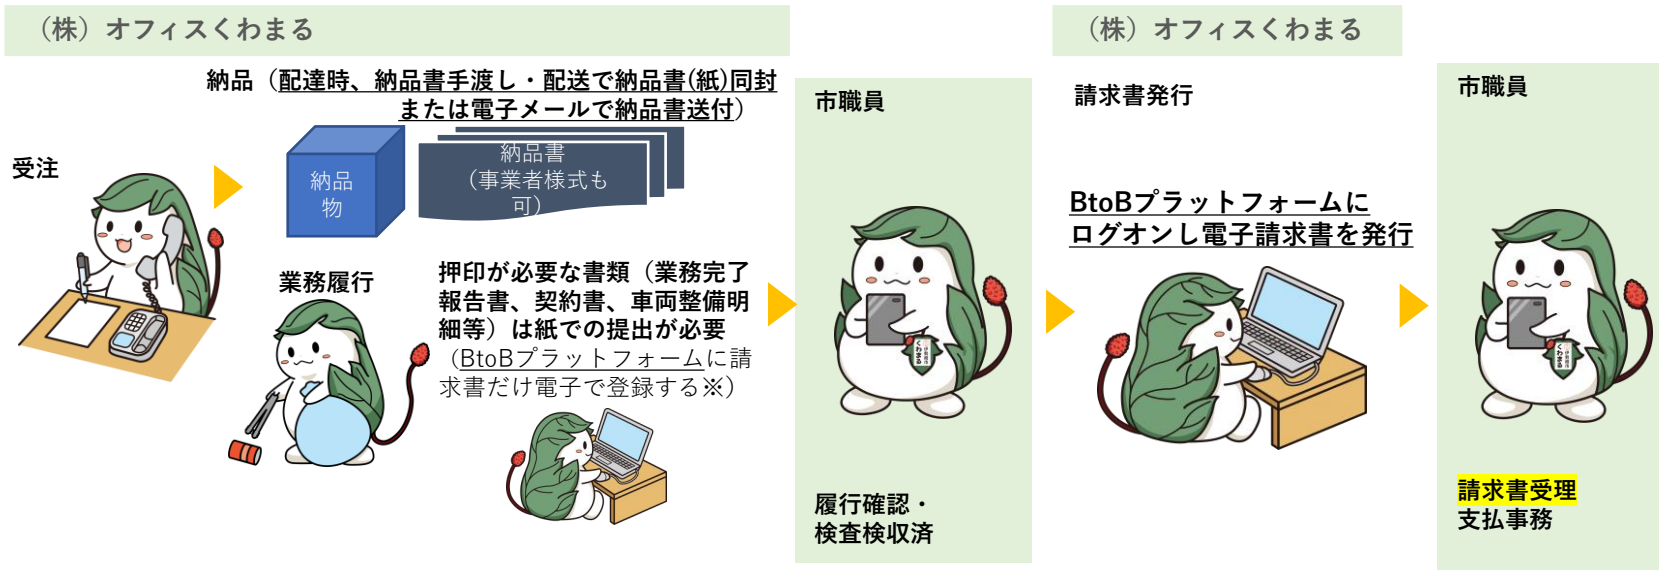 （株）オフィスくわまる
納品（配達時、納品書手渡し・配送で納品書(紙)同封
または電子メールで納品書送付）
受注
納品
物
納品書
（事業者様式も
可）
業務履行
押印が必要な書類（業務完了
報告書、契約書、車両整備明
細等）は紙での提出が必要
（BtoBプラットフォームに請
求書だけ電子で登録する※）
市職員
くわまる
履行確認・
検査検収済
（株）オフィスくわまる
請求書発行
BtoBプラットフォームに
ログオンし電子請求書を発行
市職員
くわまる
請求書受理
支払事務